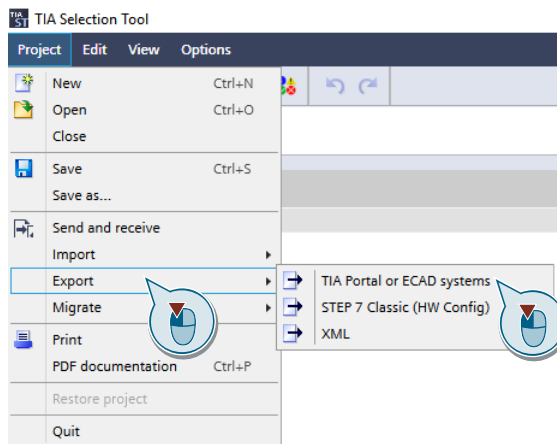 TIA ST TIA Selection Tool
Project Edit View Options
New Ctrl+N
Open Ctrl+O
Close
Save Ctrl+S
Save as...
Send and receive
Import
Export
TIA Portal or ECAD systems
Migrate
STEP 7 Classic (HW Config)
XML
Print
PDF documentation Ctrl+P
Restore project
Quit